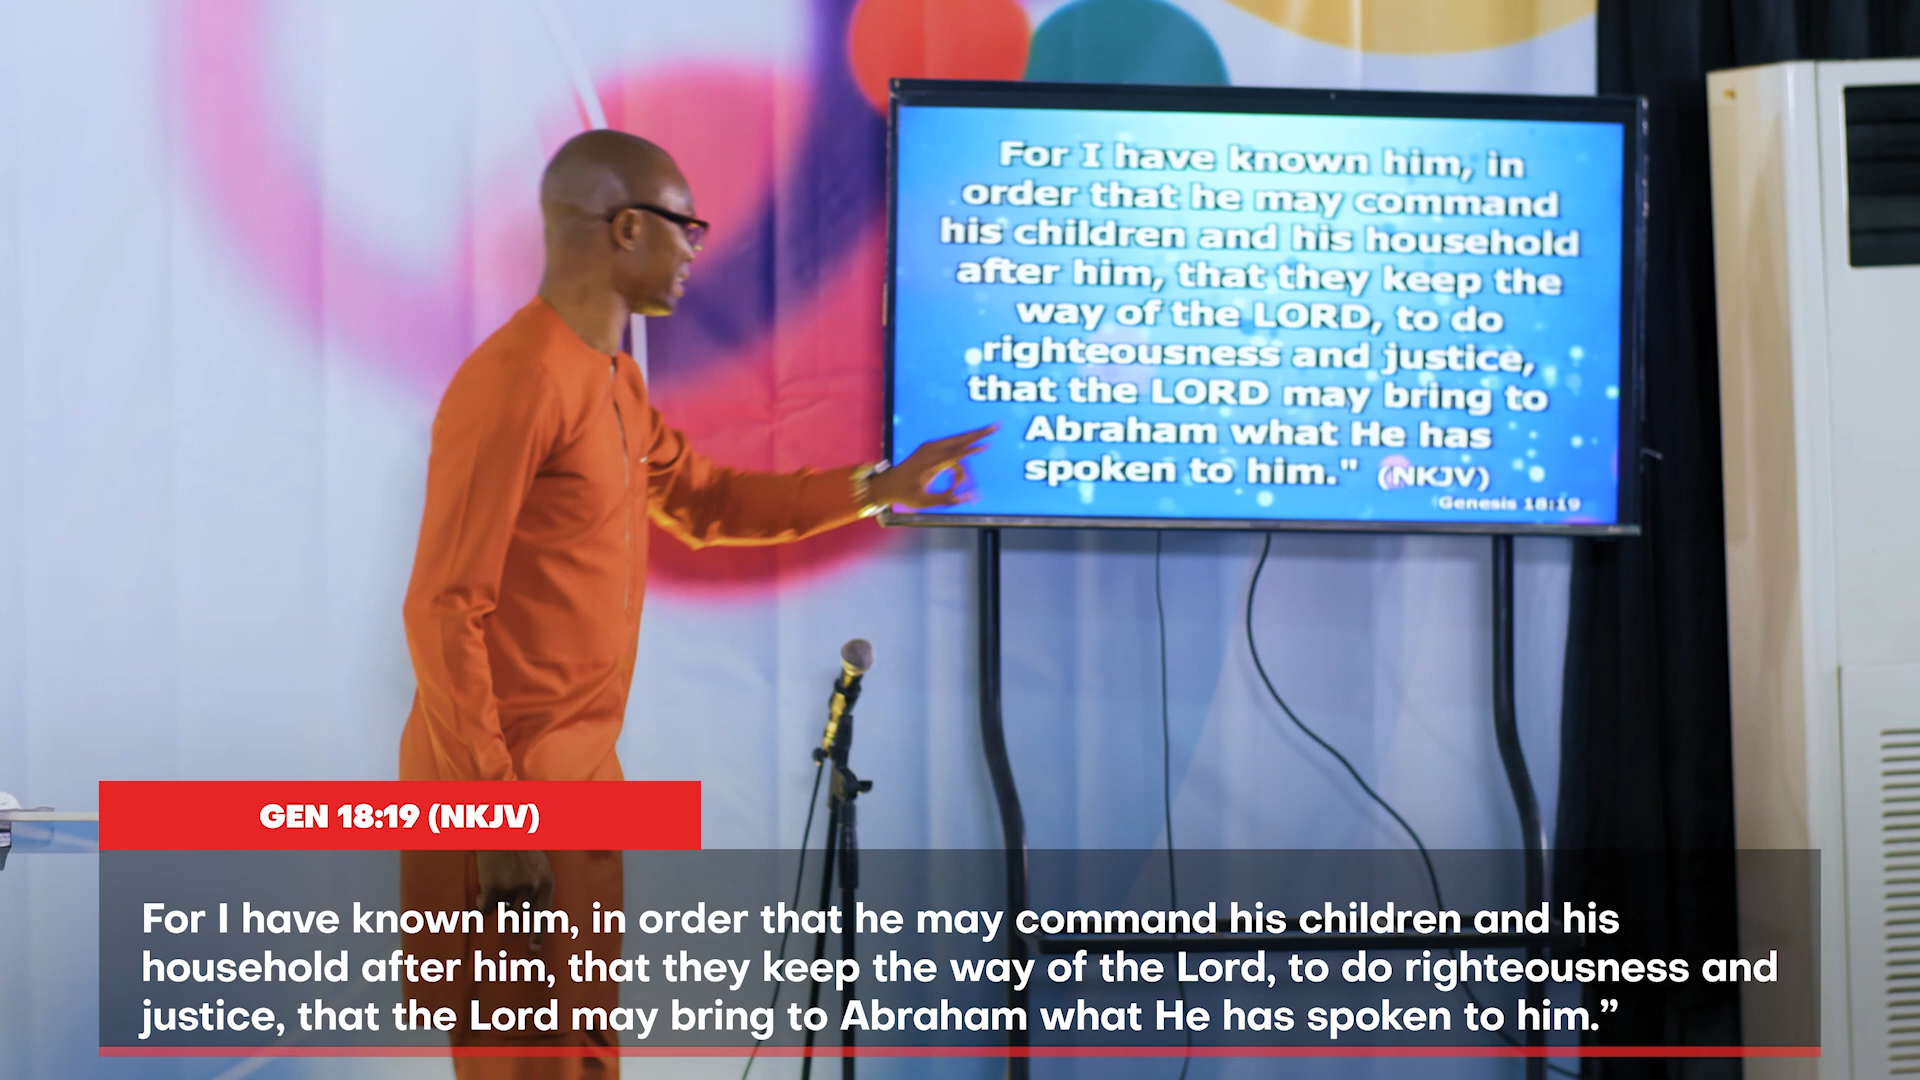 For I have known him, in
order that he may command
his children and his household
after him, that they keep the
way of the LORD, to do
righteousness and justice,
that the LORD may bring to
Abraham what He has
spoken to him." (NKJV)
Genesis 18:19
GEN 18:19 (NKJV)
For I have known him, in order that he may command his children and his
household after him, that they keep the way of the Lord, to do righteousness and
justice, that the Lord may bring to Abraham what He has spoken to him.”